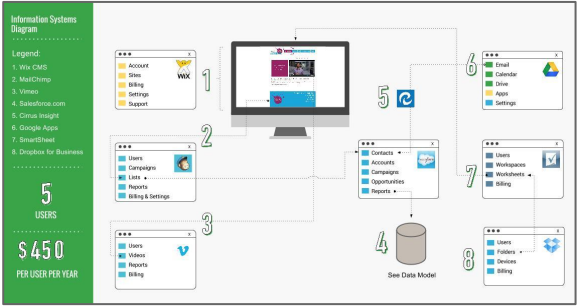 Information Systems
Diagram
Legend:
1. Wix CMS
2. MailChimp
3. Vimeo
4. Salesforce.com
5. Cirrus Insight
6. Google Apps
7. SmartSheet
8. Dropbox for Business
5
USERS
$450
PER USER PER YEAR
Account
Sites
Billing
Settings
Support
WiX
1
2
Users
Campaigns
Lists
Reports
Billing & Settings
3
Users
Videos
Reports
Billing
5
Contacts
Accounts
Campaigns
Opportunities
Reports
4
See Data Model
6
Email
Calendar
Drive
Apps
Settings
7
Users
Workspaces
Worksheets
Billing
8
Users
Folders
Devices
Billing